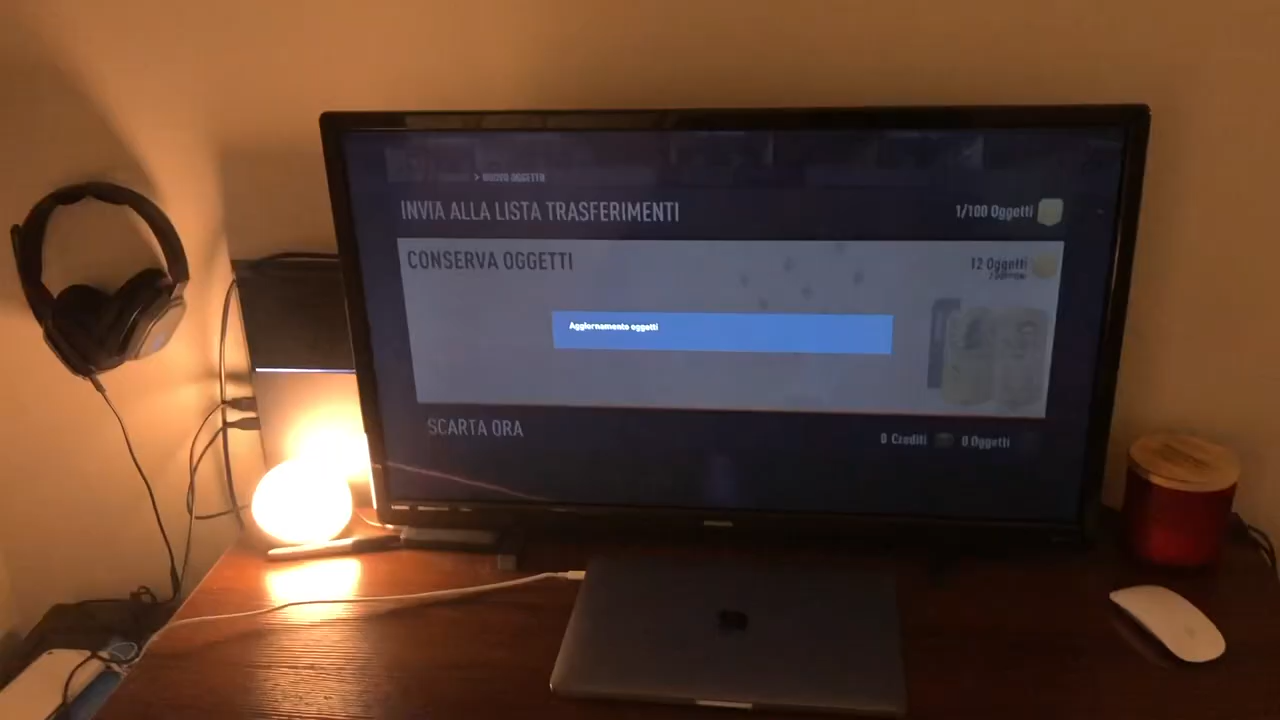 > NUOVO OGGETTO
INVIA ALLA LISTA TRASFERIMENTI
1/100 Oggetti
CONSERVA OGGETTI
12 Oggetti
Aggiornamento oggetti
SCARTA ORA
0 Crediti
0 Oggetti